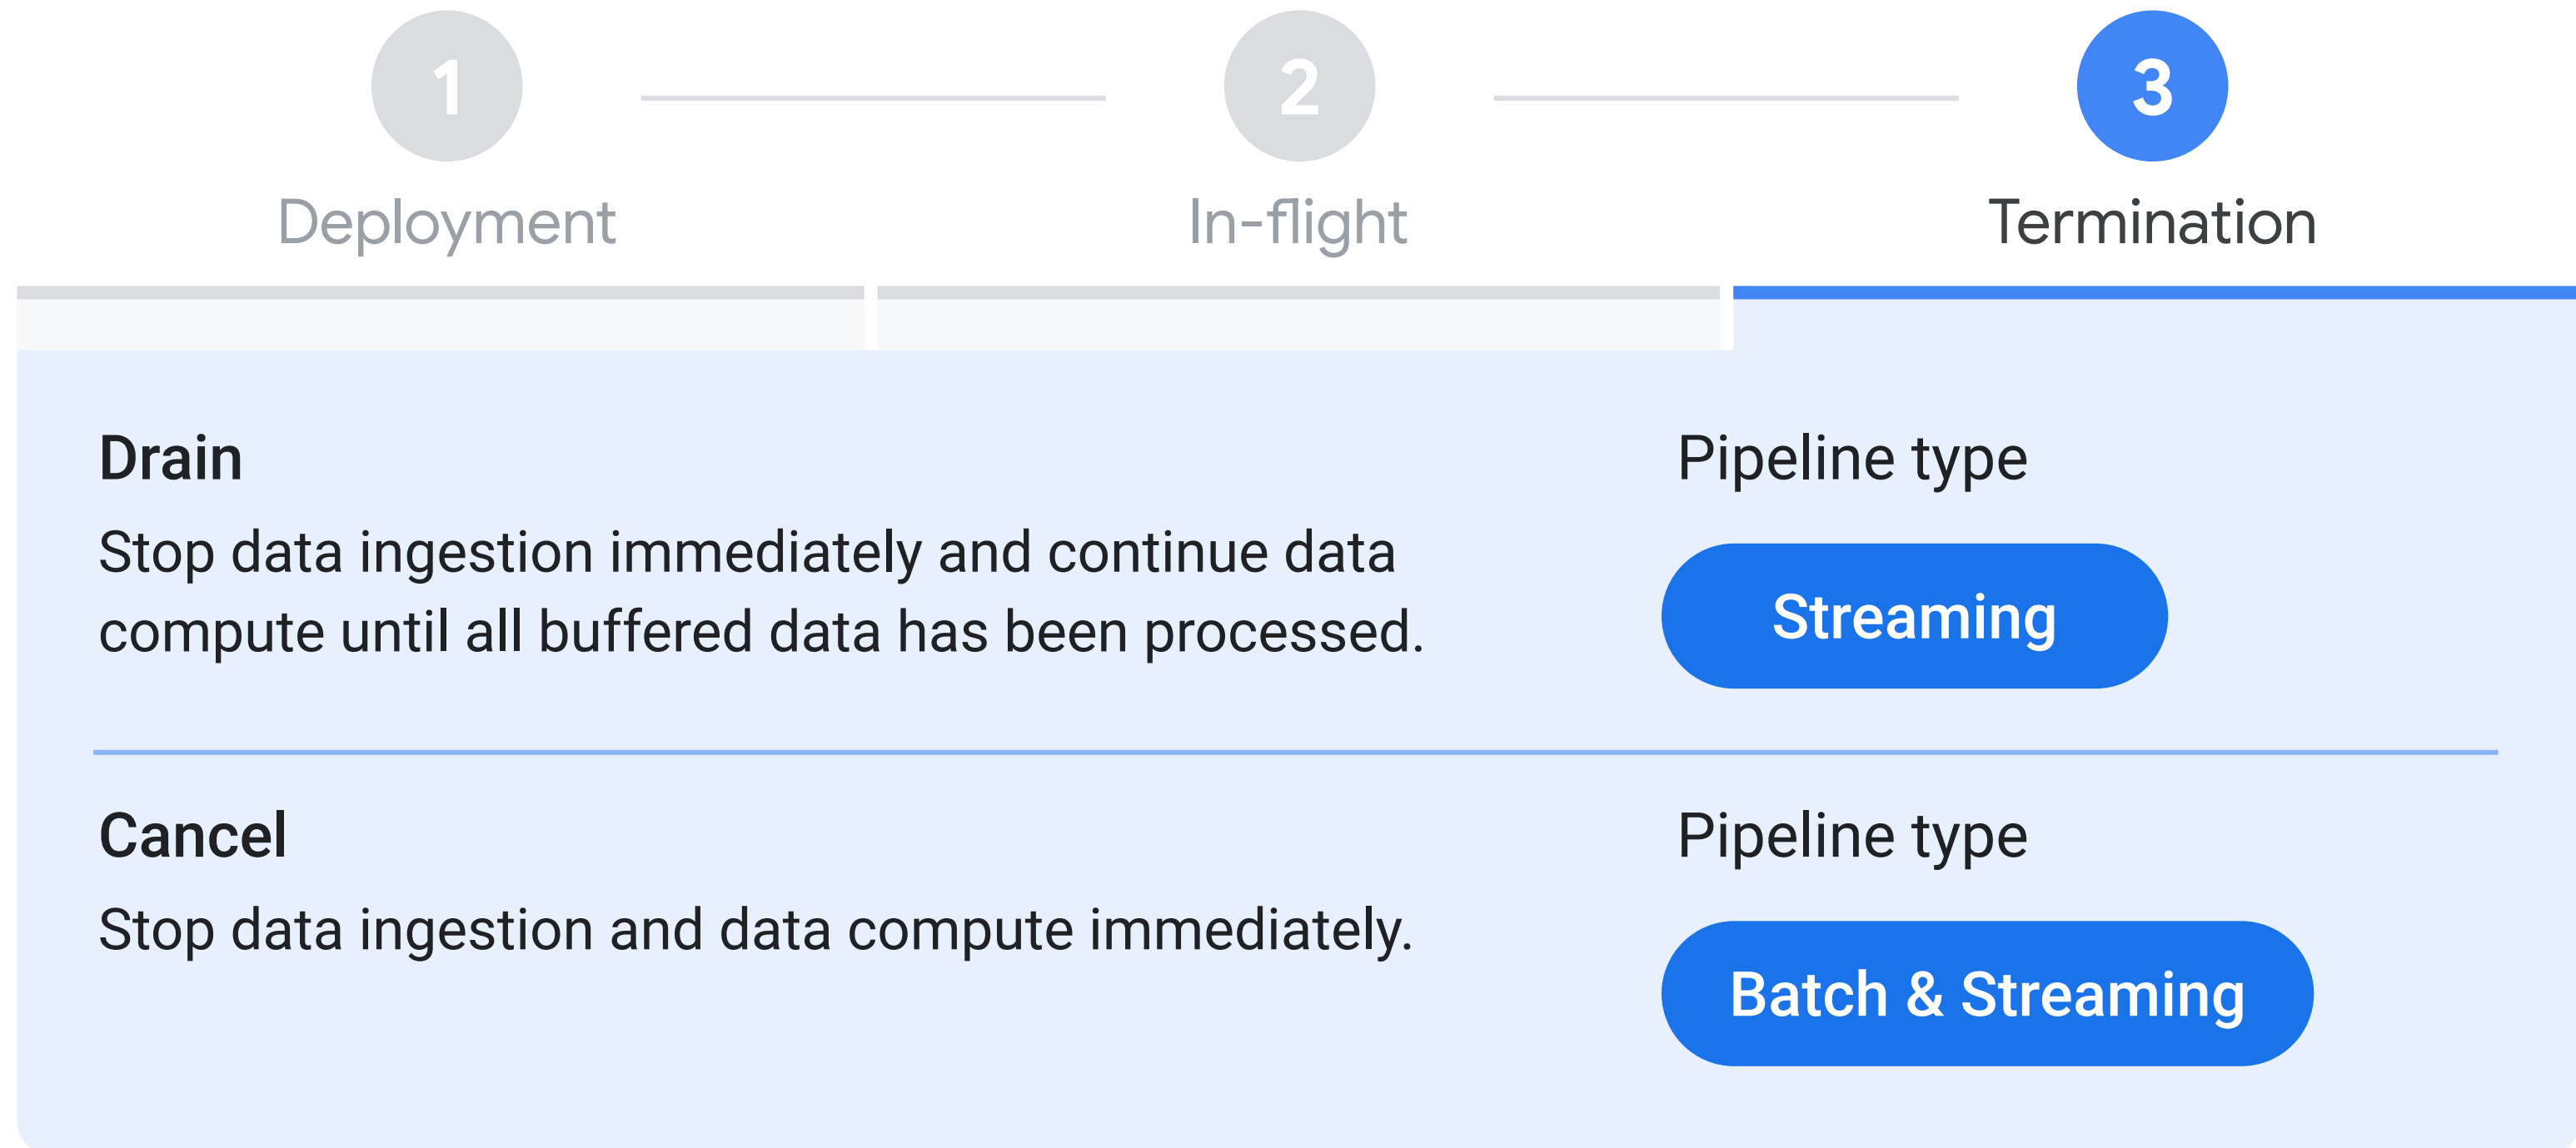 1
2
3
Deployment
In-flight
Termination
Drain
Stop data ingestion immediately and continue data
compute until all buffered data has been processed.
Pipeline type
Streaming
Cancel
Stop data ingestion and data compute immediately.
Pipeline type
Batch & Streaming